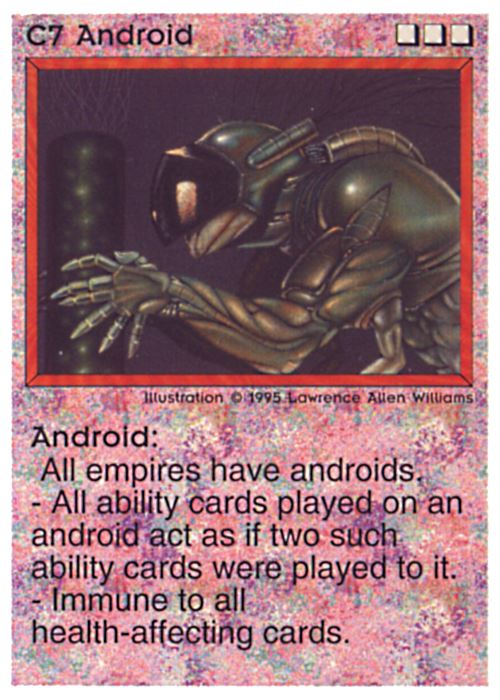 C7 Android
Illustration © 1995 Lawrence Allen Williams
Android:
All empires have androids.
- All ability cards played on an
android act as if two such
ability cards were played to it.
- Immune to all
health-affecting cards.